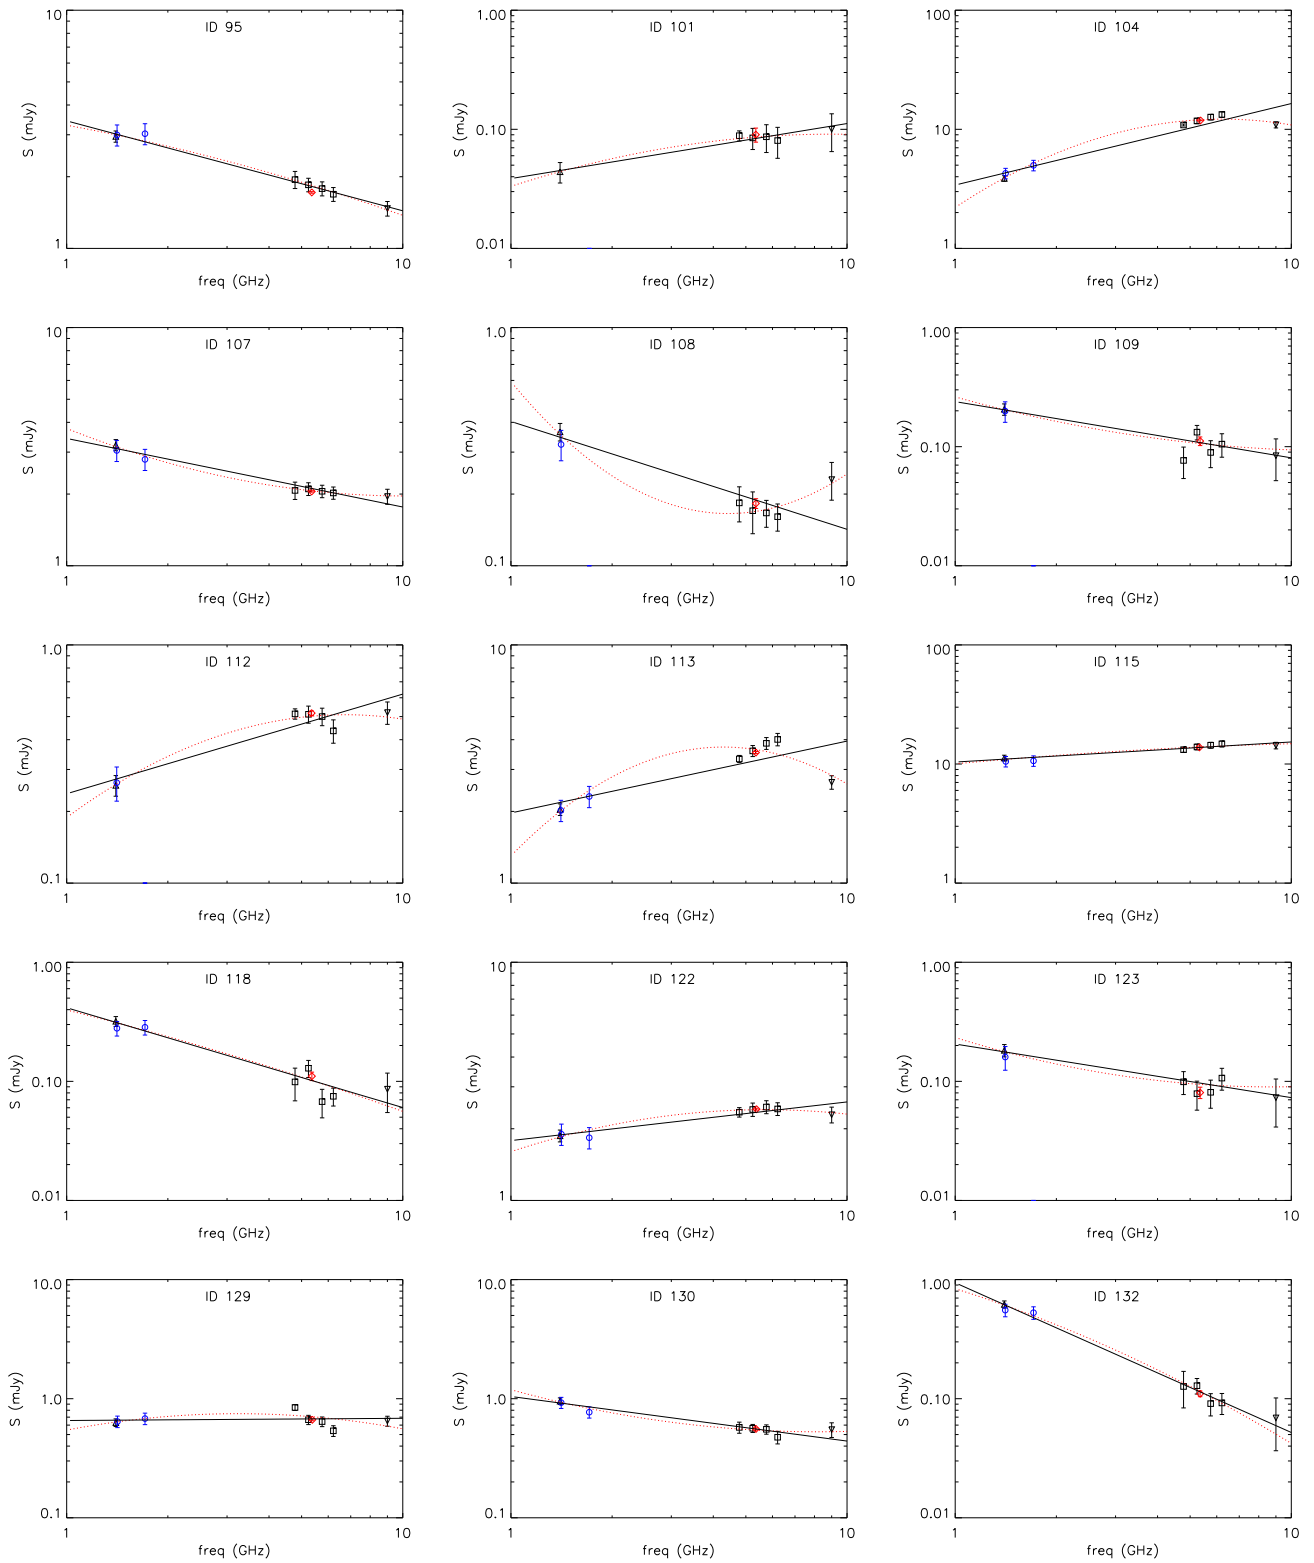 10 1.00 100
ID 95 ID 101 ID 104
S (mJy) S (mJy) 0.10 S (mJy) 10
1 0.01 1
1 10 1 10 1 10
freq (GHz) freq (GHz) freq (GHz)
10 1.0 1.00
ID 107 ID 108 ID 109
S (mJy) S (mJy) S (mJy) 0.10
1 0.1 0.01
1 10 1 10 1 10
freq (GHz) freq (GHz) freq (GHz)
1.0 10 100
ID 112 ID 113 ID 115
S (mJy) S (mJy) S (mJy) 10
0.1 1 1
1 10 1 10 1 10
freq (GHz) freq (GHz) freq (GHz)
1.00 10 1.00
ID 118 ID 122 ID 123
S (mJy) 0.10 S (mJy) S (mJy) 0.10
0.01 1 0.01
1 10 1 10 1 10
freq (GHz) freq (GHz) freq (GHz)
10.0 10.0 1.00
ID 129 ID 130 ID 132
S (mJy) 1.0 S (mJy) 1.0 S (mJy) 0.10
0.1 0.1 0.01
1 10 1 10 1 10
freq (GHz) freq (GHz) freq (GHz)